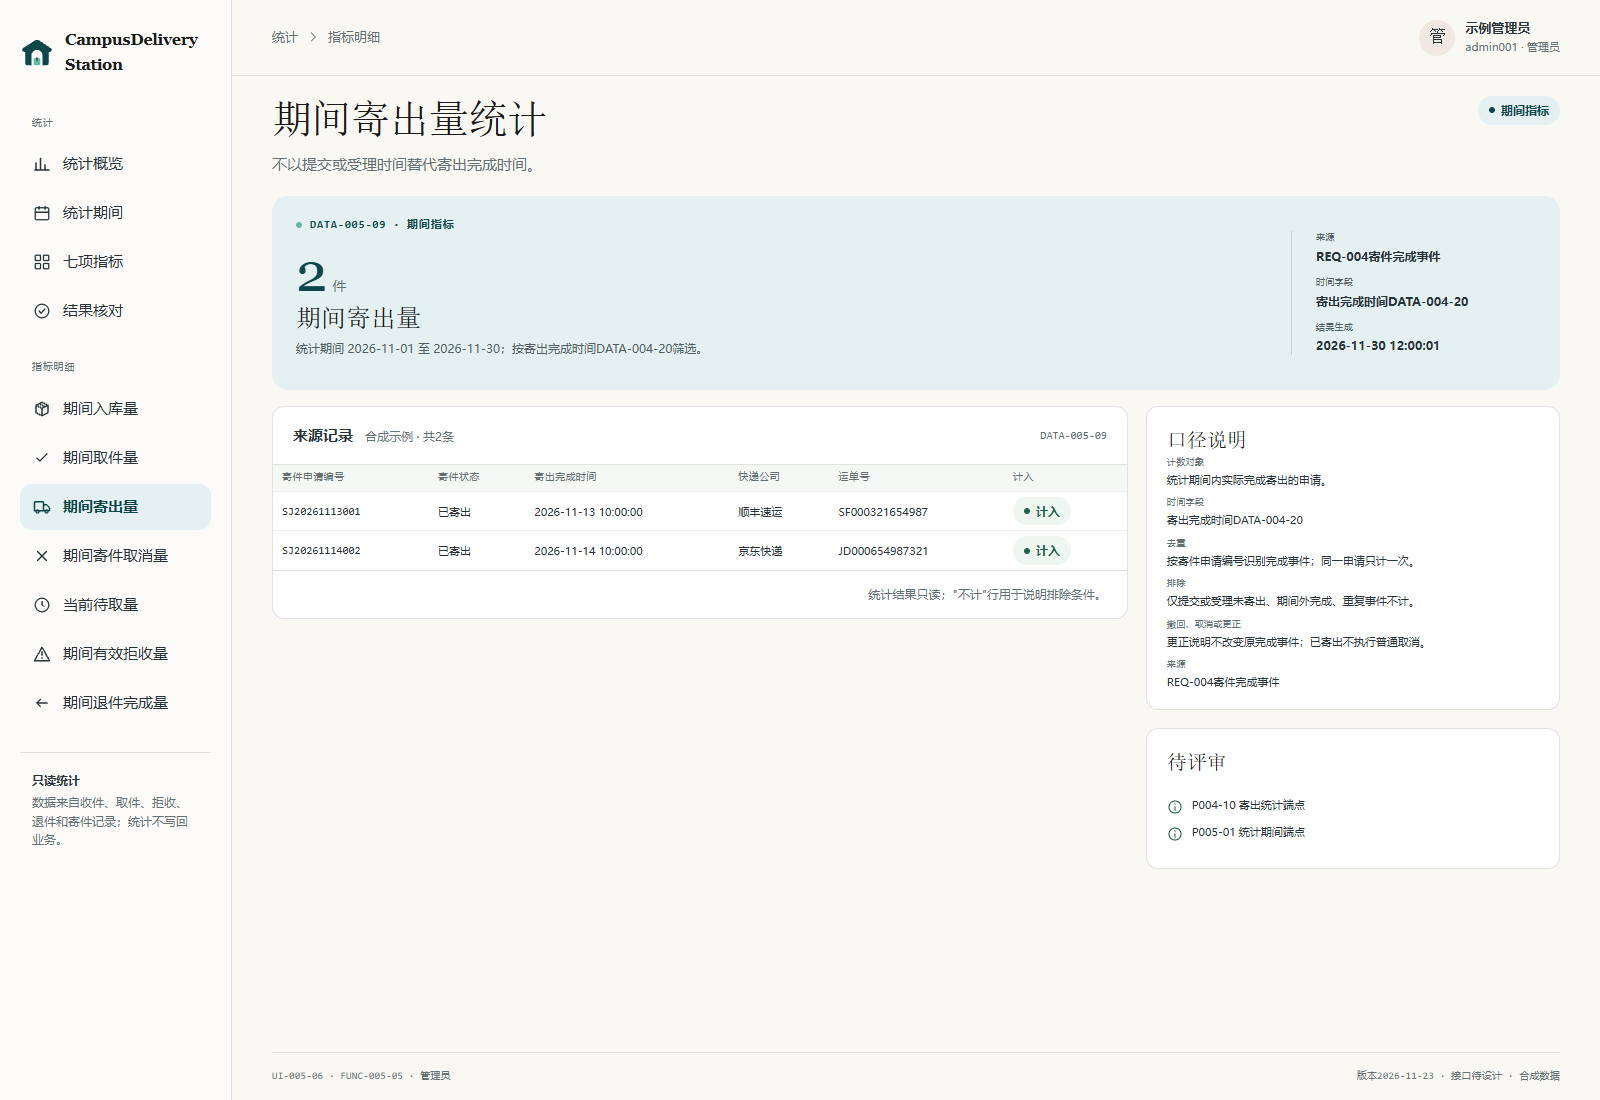 CampusDelivery
Station
统计
统计概览
统计期间
七项指标
结果核对
指标明细
期间入库量
期间取件量
期间寄出量
期间寄件取消量
当前待取量
期间有效拒收量
期间退件完成量
只读统计
数据来自收件、取件、拒收、
退件和寄件记录；统计不写回
业务。
统计 > 指标明细
管
示例管理员
admin001 · 管理员
期间寄出量统计
期间指标
不以提交或受理时间替代寄出完成时间。
DATA-005-09 · 期间指标
2 件
期间寄出量
统计期间 2026-11-01 至 2026-11-30；按寄出完成时间DATA-004-20筛选。
来源
REQ-004寄件完成事件
时间字段
寄出完成时间DATA-004-20
结果生成
2026-11-30 12:00:01
来源记录 合成示例 · 共2条 DATA-005-09
寄件申请编号 寄件状态 寄出完成时间 快递公司 运单号 计入
SJ20261113001 已寄出 2026-11-13 10:00:00 顺丰速运 SF000321654987 计入
SJ20261114002 已寄出 2026-11-14 10:00:00 京东快递 JD000654987321 计入
统计结果只读；"不计"行用于说明排除条件。
口径说明
计数对象
统计期间内实际完成寄出的申请。
时间字段
寄出完成时间DATA-004-20
去重
按寄件申请编号识别完成事件；同一申请只计一次。
排除
仅提交或受理未寄出、期间外完成、重复事件不计。
撤回、取消或更正
更正说明不改变原完成事件；已寄出不执行普通取消。
来源
REQ-004寄件完成事件
待评审
P004-10 寄出统计端点
P005-01 统计期间端点
UI-005-06 · FUNC-005-05 · 管理员
版本2026-11-23 · 接口待设计 · 合成数据